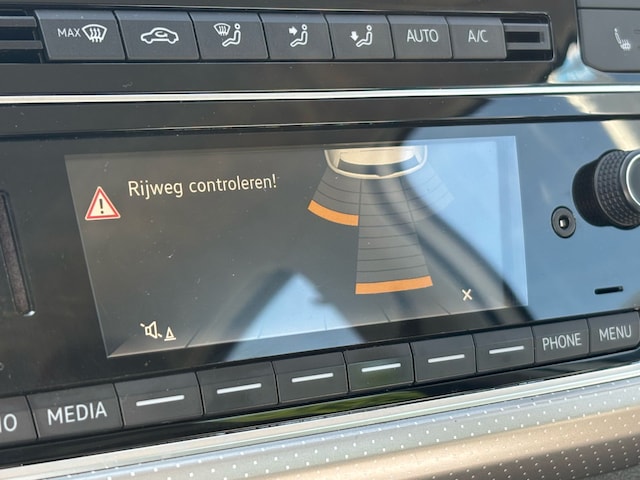 MAX
AUTO
A/C
Rijweg controleren!
MEDIA
PHONE
MENU